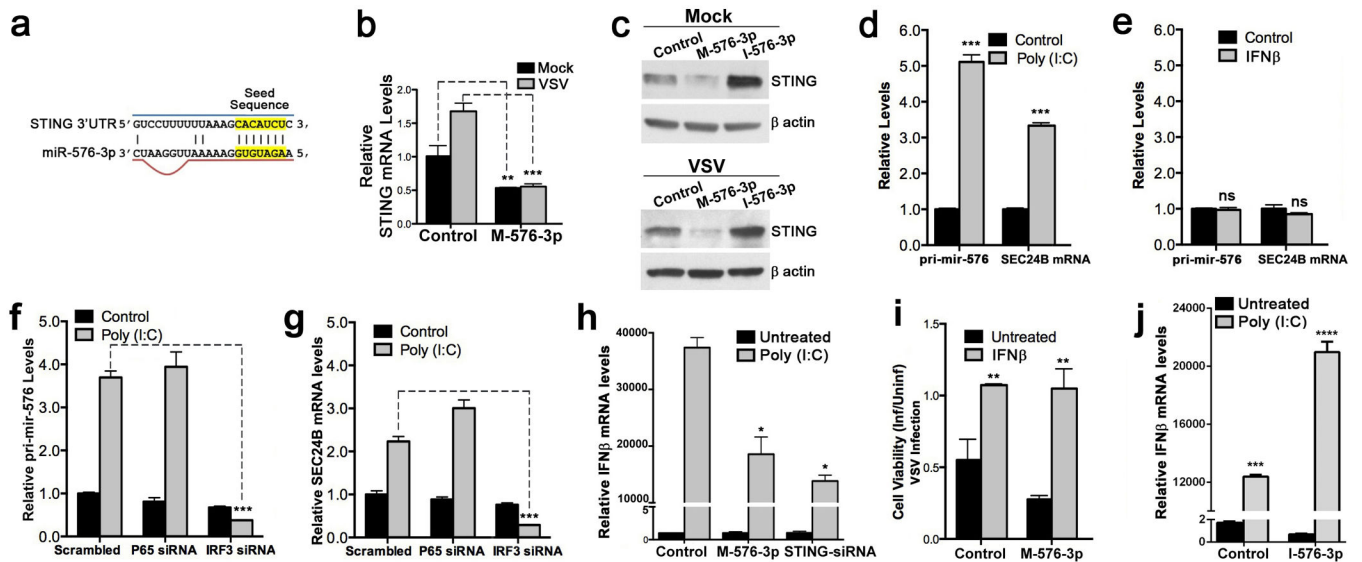 a
Seed
Sequence
STING 3'UTR 5' GUCCUUUUUUAAAGCACAUCUC 3,
miR-576-3p 3' CUAAGGUUAAAAAGGUGUAGAA 5,
b
Mock
VSV
Relative
STING mRNA Levels
2.0
1.5
1.0
0.5
0.0
** ***
Control M-576-3p
c
Mock
Control M-576-3p I-576-3p
STING
β actin
VSV
Control M-576-3p I-576-3p
STING
β actin
d
Control
Poly (I:C)
Relative Levels
6.0
5.0
4.0
3.0
2.0
1.0
0.0
***
***
pri-mir-576 SEC24B mRNA
e
Control
IFNβ
Relative Levels
6.0
5.0
4.0
3.0
2.0
1.0
0.0
ns ns
pri-mir-576 SEC24B mRNA
f
Control
Poly (I:C)
Relative pri-mir-576 Levels
5.0
4.0
3.0
2.0
1.0
0.0
***
Scrambled P65 siRNA IRF3 siRNA
g
Control
Poly (I:C)
Relative SEC24B mRNA levels
5.0
4.0
3.0
2.0
1.0
0.0
***
Scrambled P65 siRNA IRF3 siRNA
h
Untreated
Poly (I:C)
Relative IFNβ mRNA levels
40000
30000
20000
10000
5
0
* *
Control M-576-3p STING-siRNA
i
Untreated
IFNβ
Cell Viability (Inf/Uninf)
VSV Infection
1.5
1.0
0.5
0.0
** **
Control M-576-3p
j
Untreated
Poly (I:C)
Relative IFNβ mRNA levels
24000
20000
16000
12000
2
0
*** ****
Control I-576-3p